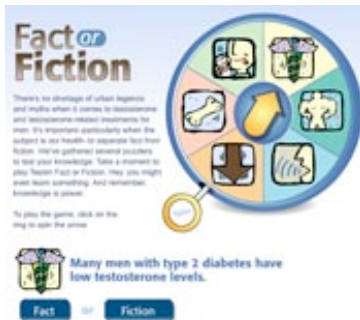 Fact or
Fiction
There's no shortage of urban legends
and myths when it comes to testosterone
and testosterone-related treatments for
men. It's important–particularly when the
subject is our health–to separate fact from
fiction. We've gathered several puzzlers
to test your knowledge. Take a moment to
play Testim Fact or Fiction. Hey, you might
even learn something. And remember,
knowledge is power.
To play the game, click on the
ring to spin the arrow.
Many men with type 2 diabetes have
low testosterone levels.
Fact or Fiction